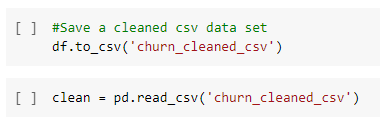 [ ] #Save a cleaned csv data set
df.to_csv('churn_cleaned_csv')
[ ] clean = pd.read_csv('churn_cleaned_csv')